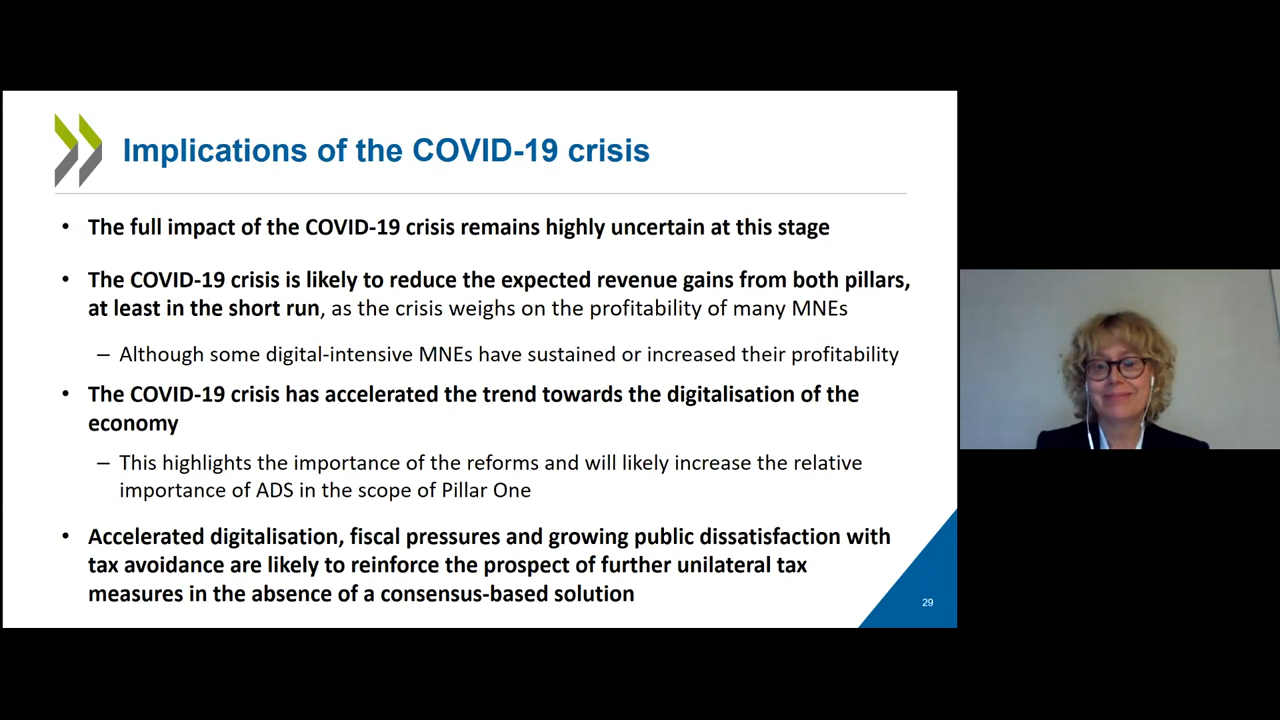 Implications of the COVID-19 crisis
• The full impact of the COVID-19 crisis remains highly uncertain at this stage
• The COVID-19 crisis is likely to reduce the expected revenue gains from both pillars,
at least in the short run, as the crisis weighs on the profitability of many MNEs
– Although some digital-intensive MNEs have sustained or increased their profitability
• The COVID-19 crisis has accelerated the trend towards the digitalisation of the
economy
– This highlights the importance of the reforms and will likely increase the relative
importance of ADS in the scope of Pillar One
• Accelerated digitalisation, fiscal pressures and growing public dissatisfaction with
tax avoidance are likely to reinforce the prospect of further unilateral tax
measures in the absence of a consensus-based solution
29